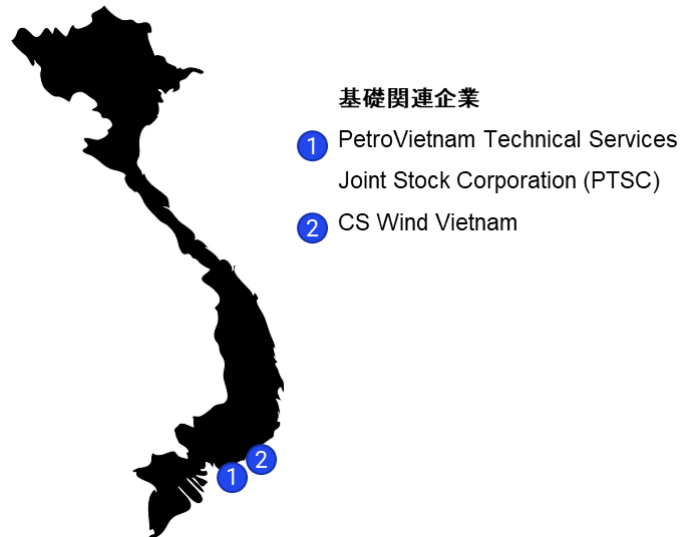 基礎関連企業
1 PetroVietnam Technical Services
Joint Stock Corporation (PTSC)
2 CS Wind Vietnam
2
1